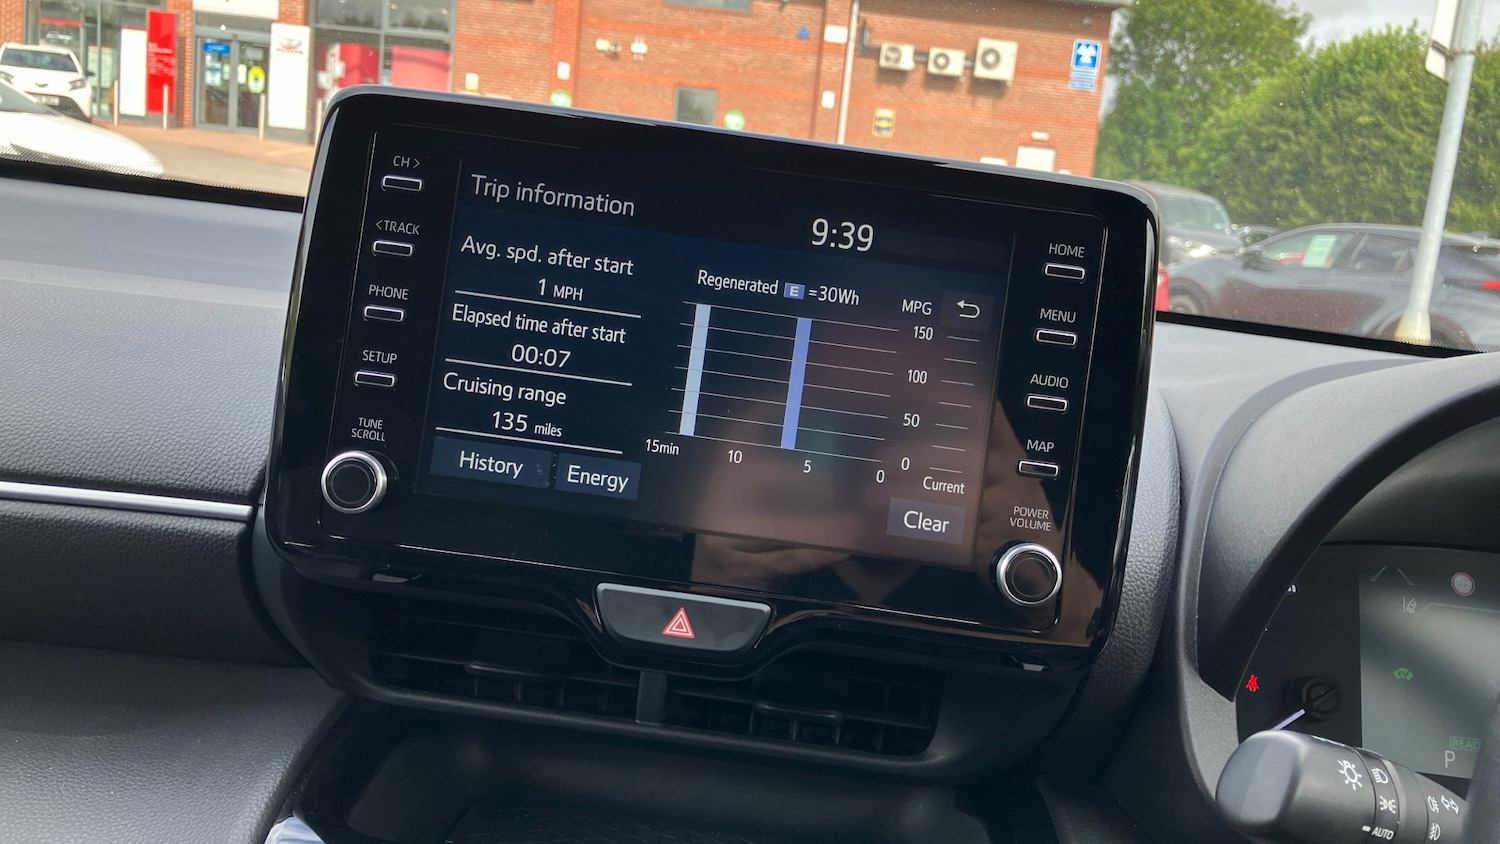 CH >
<TRACK
PHONE
SETUP
TUNE
SCROLL
Trip information
9:39
Avg. spd. after start
1 MPH
Elapsed time after start
00:07
Cruising range
135 miles
History
Energy
Regenerated E =30Wh
MPG
150
100
50
0
15min
10
5
0
Current
Clear
HOME
MENU
AUDIO
MAP
POWER
VOLUME
P
READY
AUTO